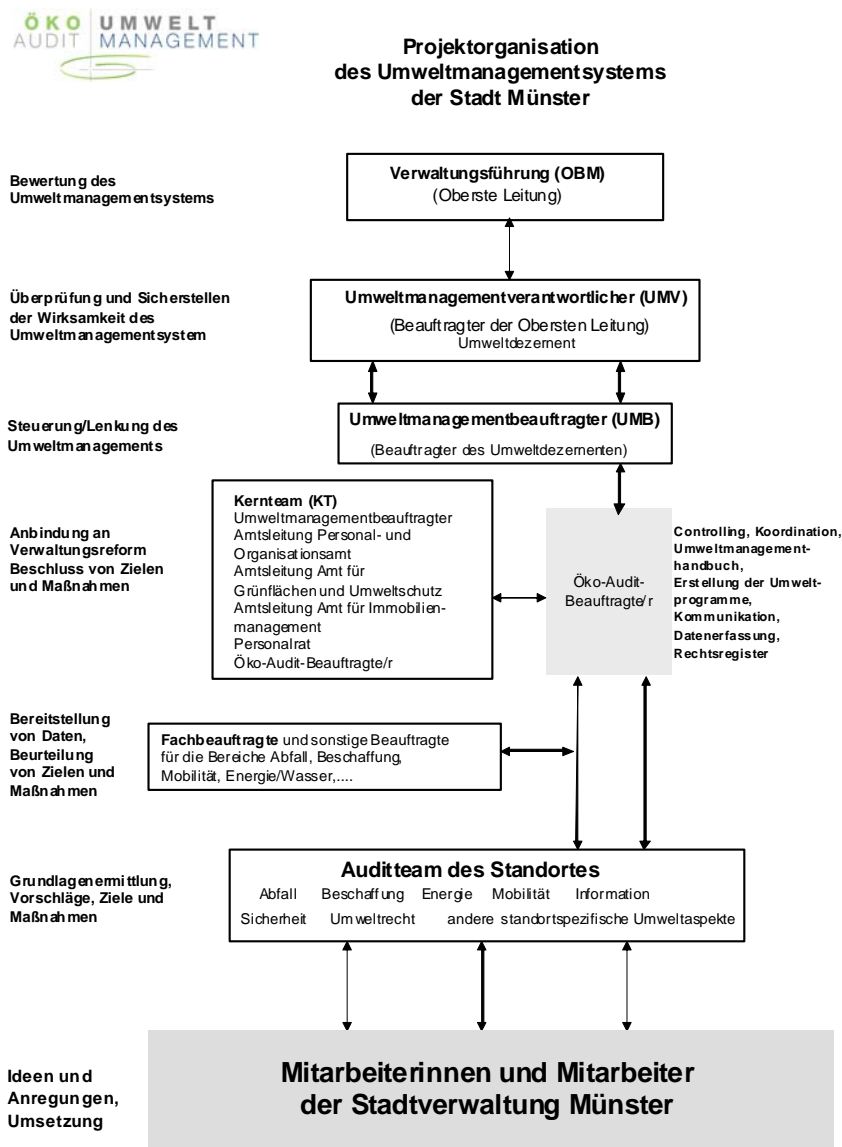 ÖKO UMWELT
AUDIT MANAGEMENT
Projektorganisation
des Umweltmanagementsystems
der Stadt Münster
Bewertung des
Umweltmanagementsystems
Verwaltungsführung (OBM)
(Oberste Leitung)
Überprüfung und Sicherstellen
der Wirksamkeit des
Umweltmanagementsystem
Umweltmanagementverantwortlicher (UMV)
(Beauftragter der Obersten Leitung)
Umweltdezernent
Steuerung/Lenkung des
Umweltmanagements
Umweltmanagementbeauftragter (UMB)
(Beauftragter des Umweltdezernenten)
Anbindung an
Verwaltungsreform
Beschluss von Zielen
und Maßnahmen
Kernteam (KT)
Umweltmanagementbeauftragter
Amtsleitung Personal- und
Organisationsamt
Amtsleitung Amt für
Grünflächen und Umweltschutz
Amtsleitung Amt für Immobilien-
management
Personalrat
Öko-Audit-Beauftragte/r
Öko-Audit-
Beauftragte/r
Controlling, Koordination,
Umweltmanagement-
handbuch,
Erstellung der Umwelt-
programme,
Kommunikation,
Datenerfassung,
Rechtsregister
Bereitstellung
von Daten,
Beurteilung
von Zielen und
Maßnahmen
Fachbeauftragte und sonstige Beauftragte
für die Bereiche Abfall, Beschaffung,
Mobilität, Energie/Wasser,....
Grundlagenermittlung,
Vorschläge, Ziele und
Maßnahmen
Auditteam des Standortes
Abfall Beschaffung Energie Mobilität Information
Sicherheit Umweltrecht andere standortspezifische Umweltaspekte
Ideen und
Anregungen,
Umsetzung
Mitarbeiterinnen und Mitarbeiter
der Stadtverwaltung Münster